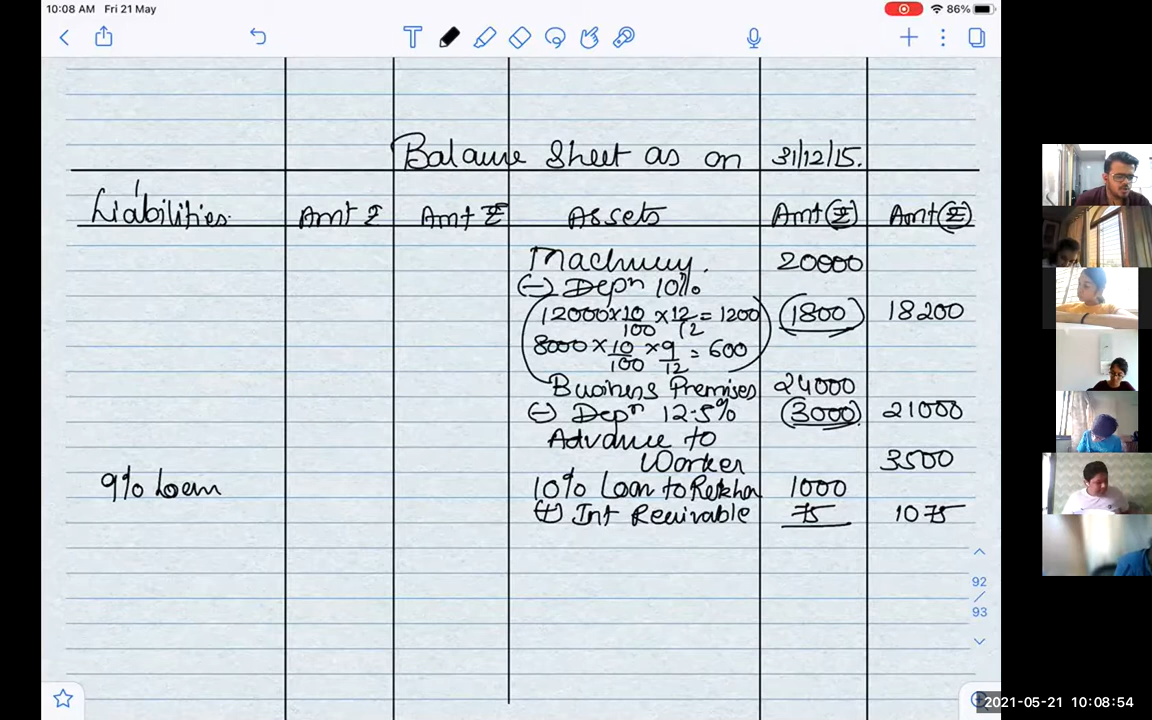 10:08 AM Fri 21 May
86%
T
Balance Sheet as on 31/12/15.
Liabilities. Amt ₹ Amt ₹ Assets Amt (₹) Amt (₹)
Machinery. 20000
(-) Depn 10%
12000 × 10/100 × 12/12 = 1200 (1800) 18200
8000 × 10/100 × 9/12 = 600
Business Premises 24000
(-) Depn 12.5% (3000) 21000
Advance to
Worker 3500
9% Loan 10% Loan to Rekha 1000
(+) Int Receivable 75 1075
92
/
93
2021-05-21 10:08:54